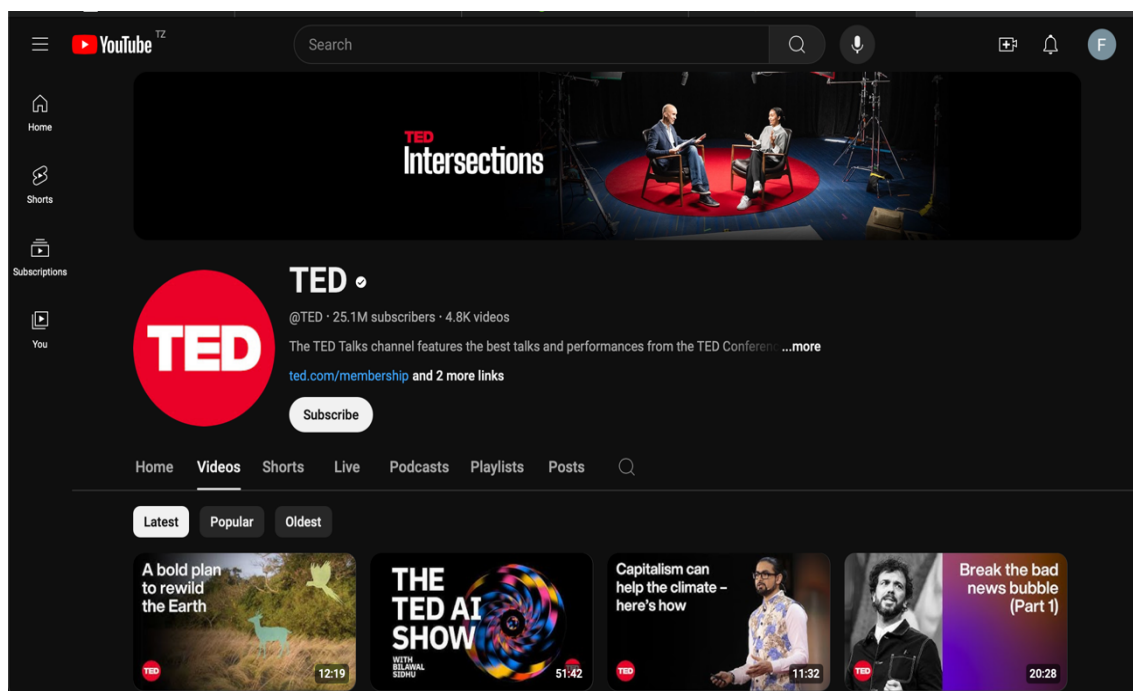 YouTube TZ
Search
F
Home
Shorts
Subscriptions
You
TED
Intersections
TED
TED
@TED · 25.1M subscribers · 4.8K videos
The TED Talks channel features the best talks and performances from the TED Conferenc ...more
ted.com/membership and 2 more links
Subscribe
Home Videos Shorts Live Podcasts Playlists Posts
Latest Popular Oldest
A bold plan
to rewild
the Earth
TED
12:19
THE
TED AI
SHOW
WITH
BILAWAL
SIDHU
TED
51:42
Capitalism can
help the climate –
here's how
TED
11:32
Break the bad
news bubble
(Part 1)
TED
20:28